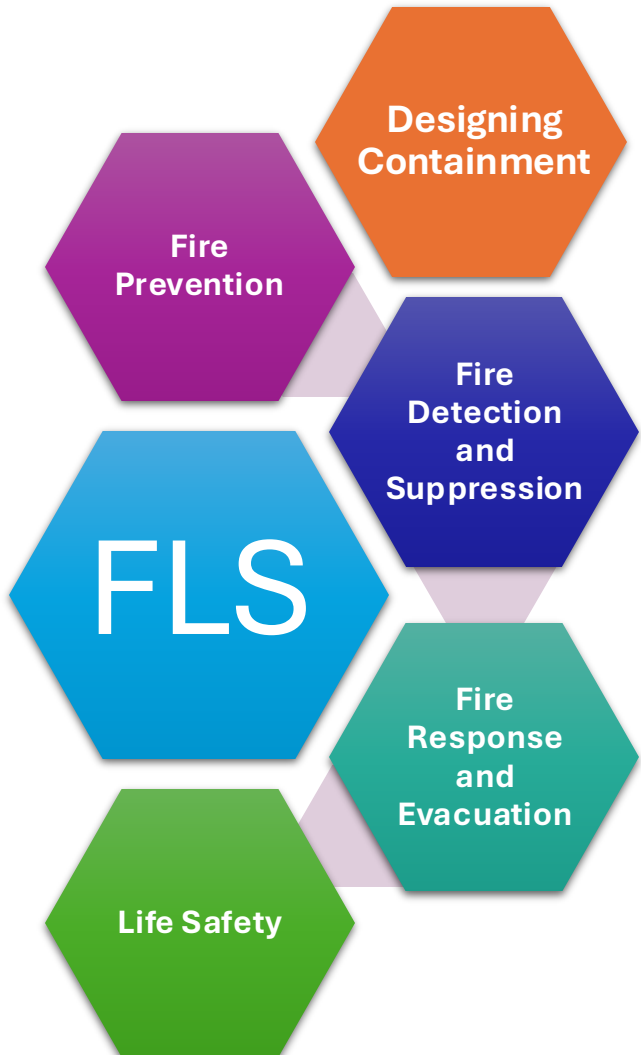 Designing
Containment
Fire
Prevention
Fire
Detection
and
Suppression
FLS
Fire
Response
and
Evacuation
Life Safety